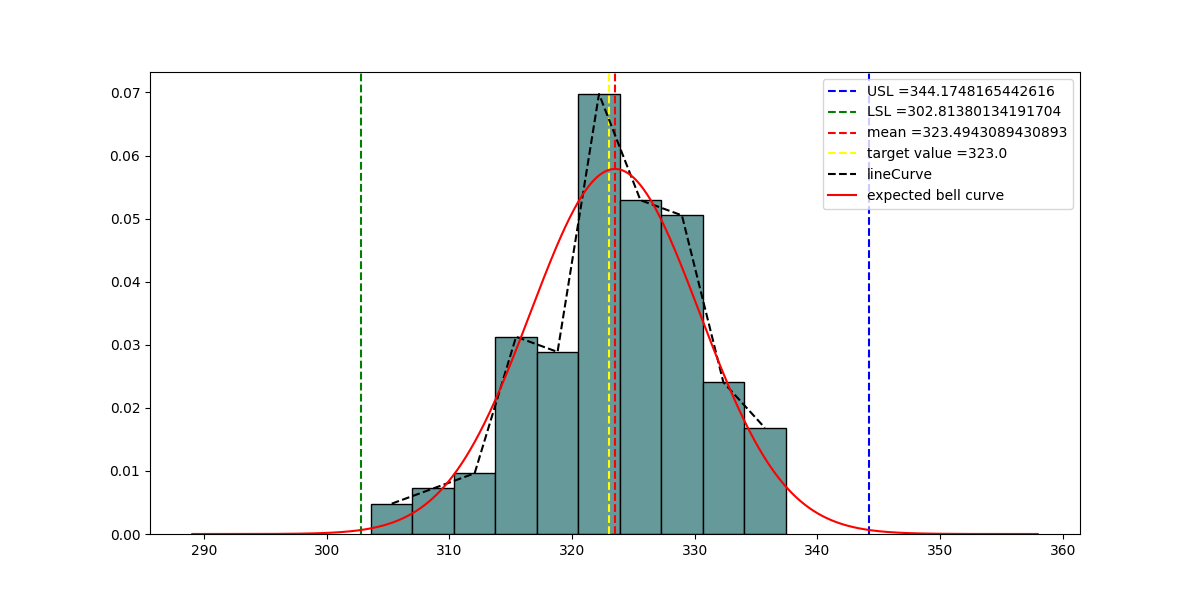 USL =344.1748165442616
LSL =302.81380134191704
mean =323.4943089430893
target value =323.0
lineCurve
expected bell curve
0.07
0.06
0.05
0.04
0.03
0.02
0.01
0.00
290 300 310 320 330 340 350 360